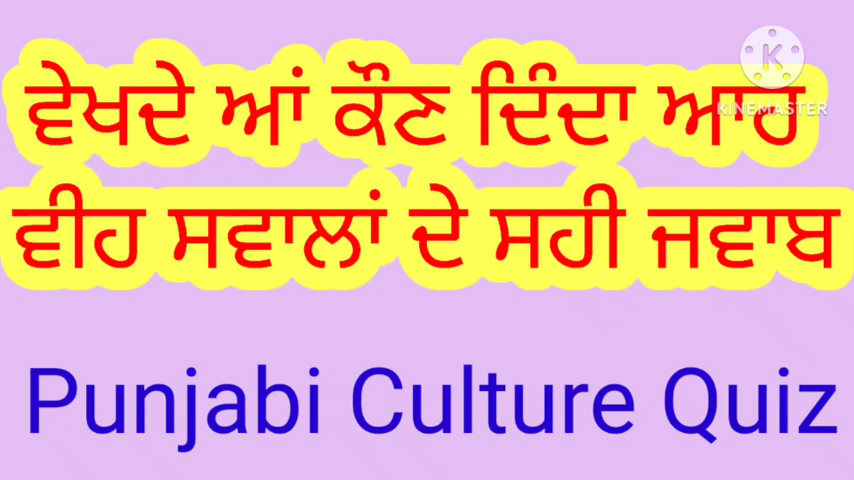 ਵੇਖਦੇ ਆਂ ਕੌਣ ਦਿੰਦਾ ਆਹ
ਵੀਹ ਸਵਾਲਾਂ ਦੇ ਸਹੀ ਜਵਾਬ
Punjabi Culture Quiz
K
KINEMASTER